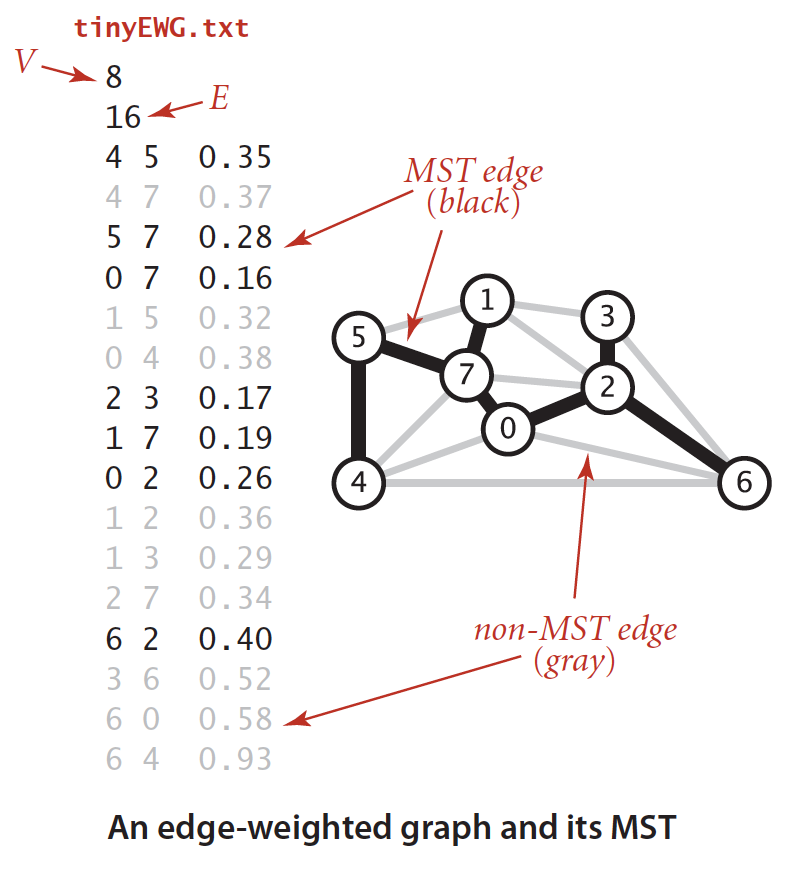 tinyEWG.txt
V
8
16
E
4 5 0.35
4 7 0.37
5 7 0.28
0 7 0.16
1 5 0.32
0 4 0.38
2 3 0.17
1 7 0.19
0 2 0.26
1 2 0.36
1 3 0.29
2 7 0.34
6 2 0.40
3 6 0.52
6 0 0.58
6 4 0.93
MST edge
(black)
1
3
5
7
2
0
4
6
non-MST edge
(gray)
An edge-weighted graph and its MST